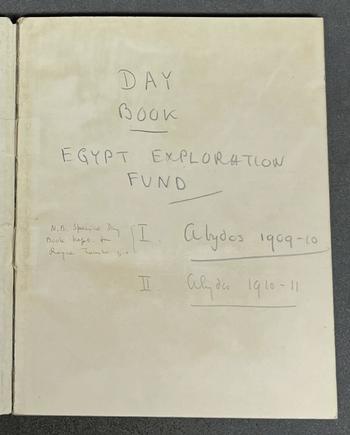 DAY
BOOK
EGYPT EXPLORATION
FUND
N.B. Special Day
Book kept for
I. Abydos 1909-10
II Abydos 1910-11